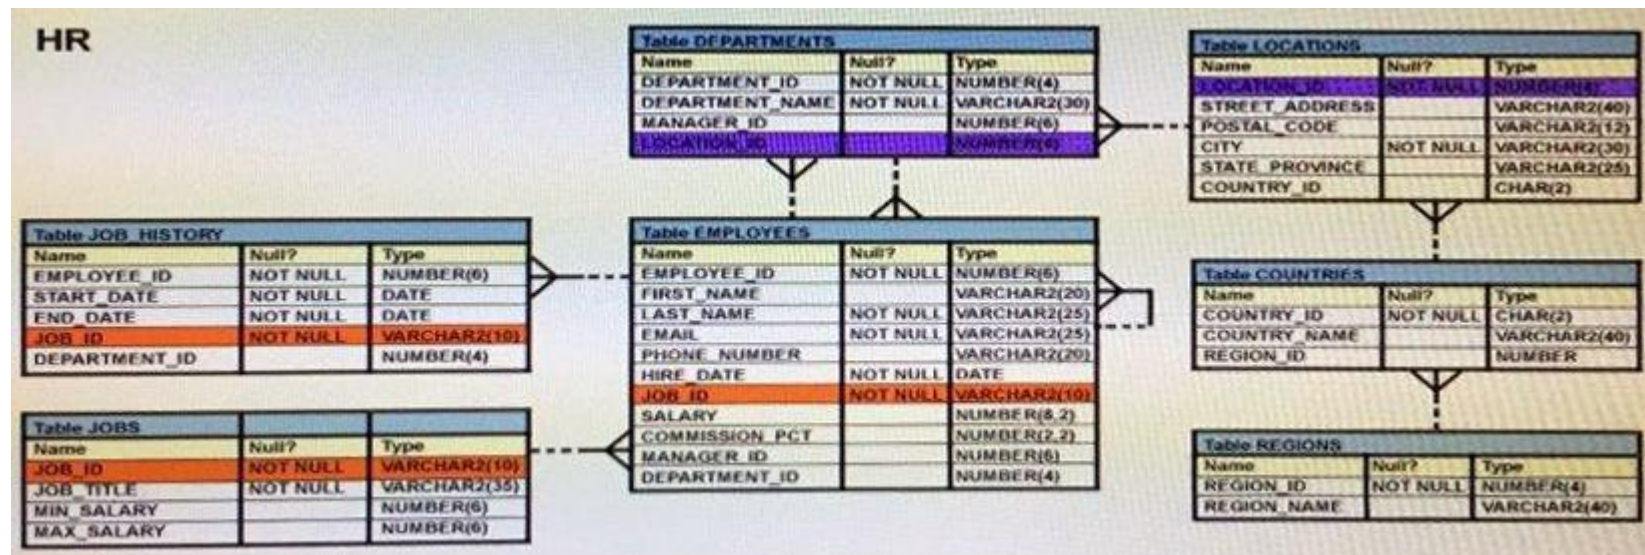 HR
Table DEPARTMENTS
Name Null? Type
DEPARTMENT_ID NOT NULL NUMBER(4)
DEPARTMENT_NAME NOT NULL VARCHAR2(30)
MANAGER_ID NUMBER(6)
LOCATION_ID NUMBER(4)
Table LOCATIONS
Name Null? Type
LOCATION_ID NOT NULL NUMBER(4)
STREET_ADDRESS VARCHAR2(40)
POSTAL_CODE VARCHAR2(12)
CITY NOT NULL VARCHAR2(30)
STATE_PROVINCE VARCHAR2(25)
COUNTRY_ID CHAR(2)
Table JOB_HISTORY
Name Null? Type
EMPLOYEE_ID NOT NULL NUMBER(6)
START_DATE NOT NULL DATE
END_DATE NOT NULL DATE
JOB_ID NOT NULL VARCHAR2(10)
DEPARTMENT_ID NUMBER(4)
Table EMPLOYEES
Name Null? Type
EMPLOYEE_ID NOT NULL NUMBER(6)
FIRST_NAME VARCHAR2(20)
LAST_NAME NOT NULL VARCHAR2(25)
EMAIL NOT NULL VARCHAR2(25)
PHONE_NUMBER VARCHAR2(20)
HIRE_DATE NOT NULL DATE
JOB_ID NOT NULL VARCHAR2(10)
SALARY NUMBER(8,2)
COMMISSION_PCT NUMBER(2,2)
MANAGER_ID NUMBER(6)
DEPARTMENT_ID NUMBER(4)
Table COUNTRIES
Name Null? Type
COUNTRY_ID NOT NULL CHAR(2)
COUNTRY_NAME VARCHAR2(40)
REGION_ID NUMBER
Table JOBS
Name Null? Type
JOB_ID NOT NULL VARCHAR2(10)
JOB_TITLE NOT NULL VARCHAR2(35)
MIN_SALARY NUMBER(6)
MAX_SALARY NUMBER(6)
Table REGIONS
Name Null? Type
REGION_ID NOT NULL NUMBER(4)
REGION_NAME VARCHAR2(40)